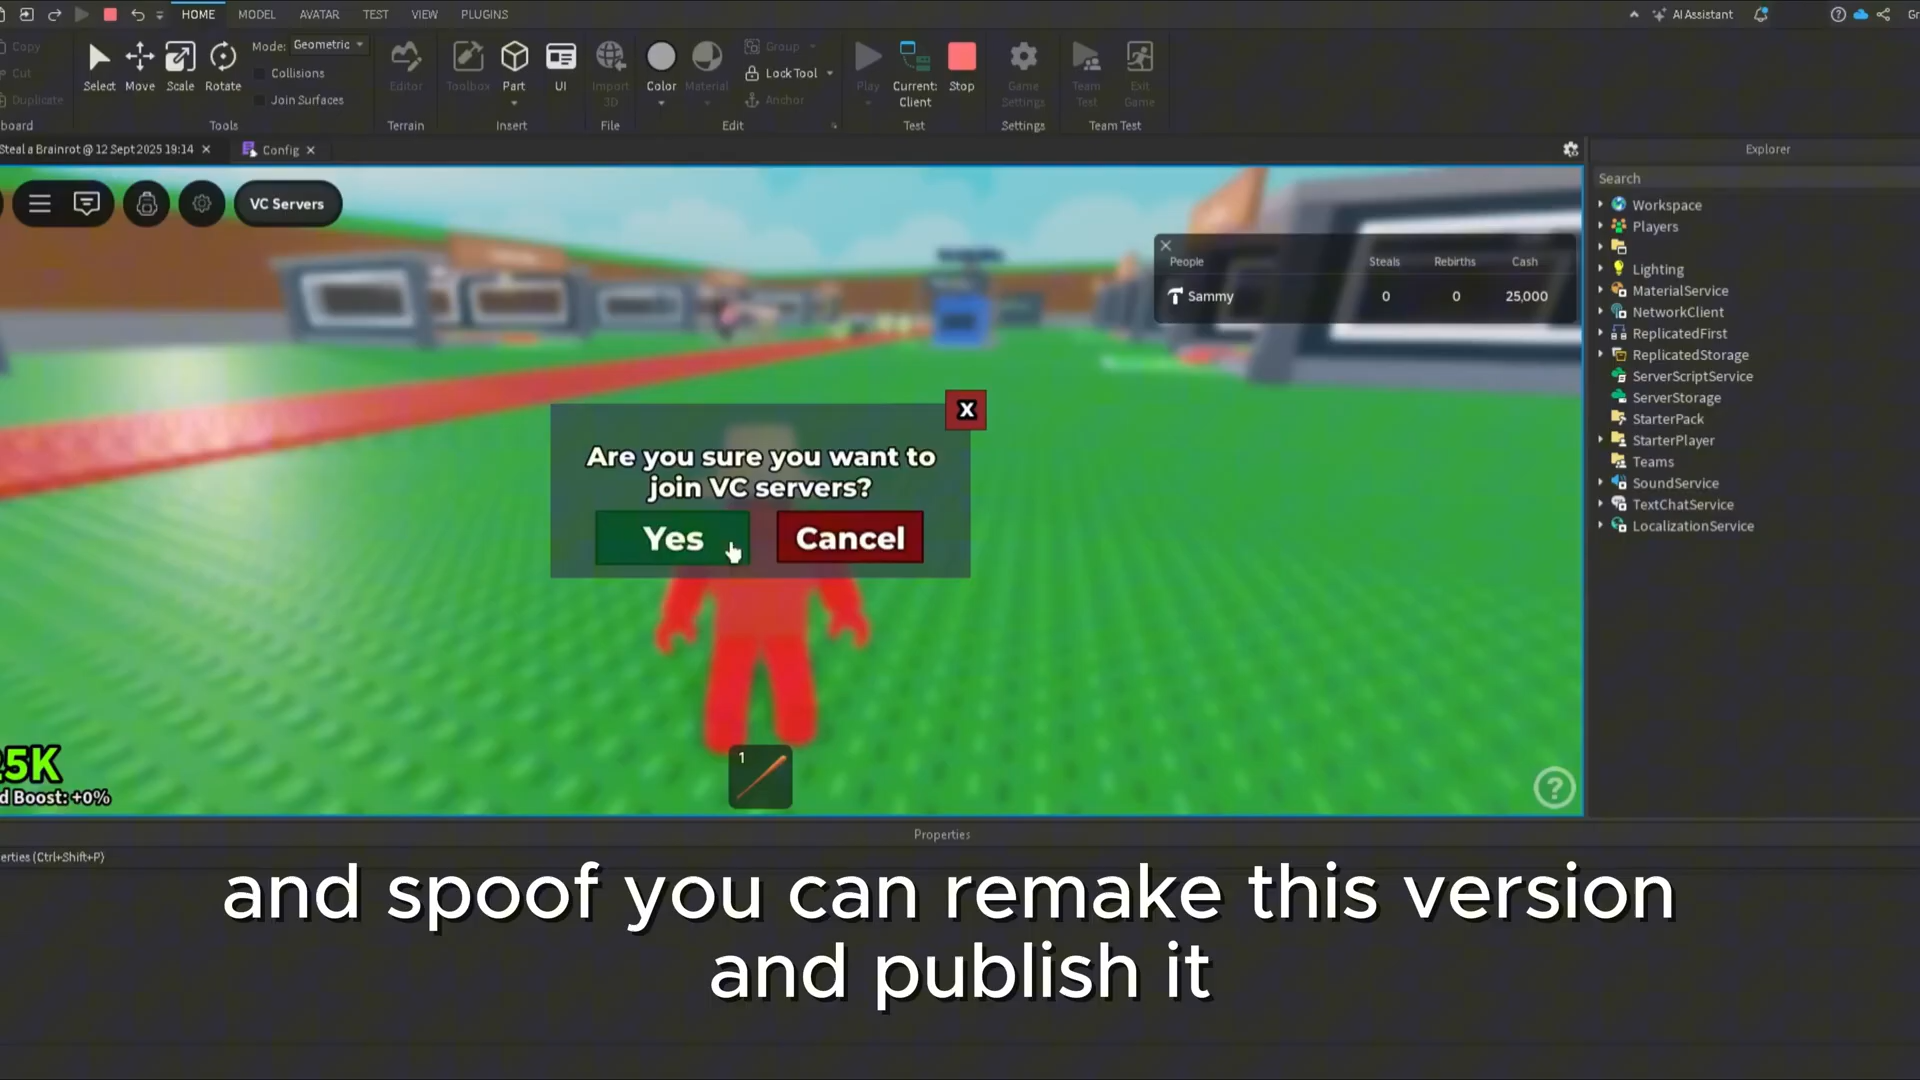 HOME MODEL AVATAR TEST VIEW PLUGINS
AI Assistant
Copy
Cut
Duplicate
board
Select Move Scale Rotate
Mode: Geometric
Collisions
Join Surfaces
Tools
Editor
Terrain
Toolbox Part UI
Insert
Import
3D
File
Color Material
Group
Lock Tool
Anchor
Edit
Play Current: Stop
Client
Test
Game
Settings
Settings
Team
Test
Exit
Game
Team Test
Steal a Brainrot @ 12 Sept 2025 19:14
Config
Explorer
Search
Workspace
Players
Lighting
MaterialService
NetworkClient
ReplicatedFirst
ReplicatedStorage
ServerScriptService
ServerStorage
StarterPack
StarterPlayer
Teams
SoundService
TextChatService
LocalizationService
VC Servers
People Steals Rebirths Cash
Sammy 0 0 25,000
X
Are you sure you want to
join VC servers?
Yes Cancel
1
5K
d Boost: +0%
?
Properties
erties (Ctrl+Shift+P)
and spoof you can remake this version
and publish it